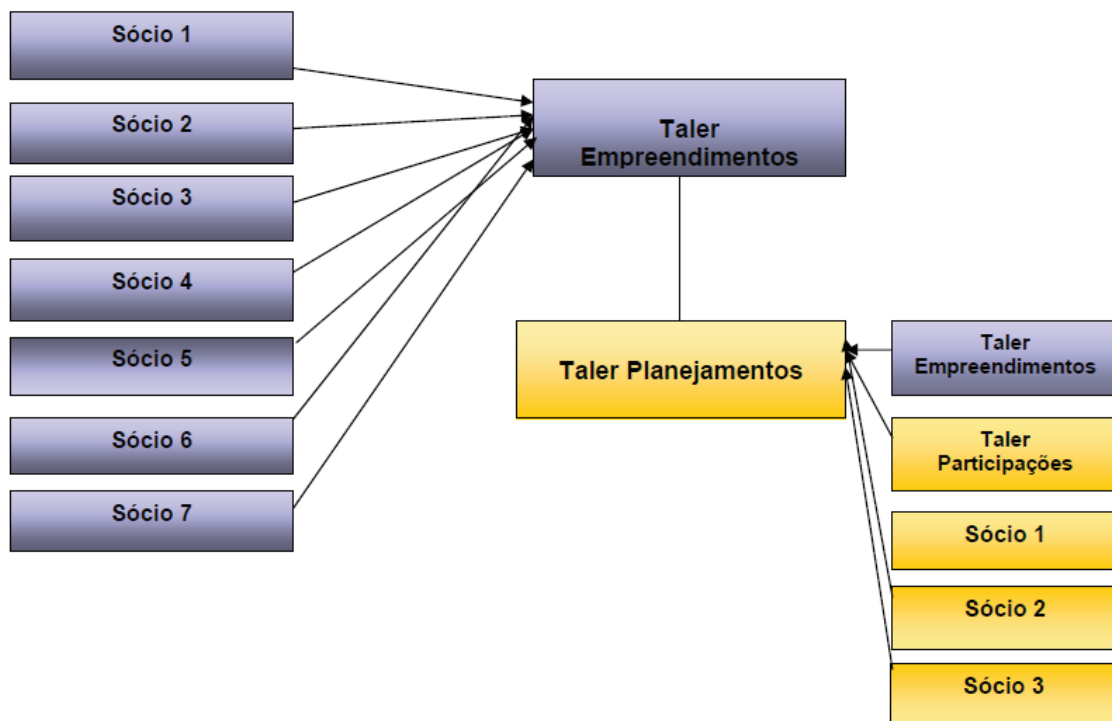 Sócio 1
Sócio 2
Sócio 3
Sócio 4
Sócio 5
Sócio 6
Sócio 7
Taler
Empreendimentos
Taler Planejamentos
Taler
Empreendimentos
Taler
Participações
Sócio 1
Sócio 2
Sócio 3